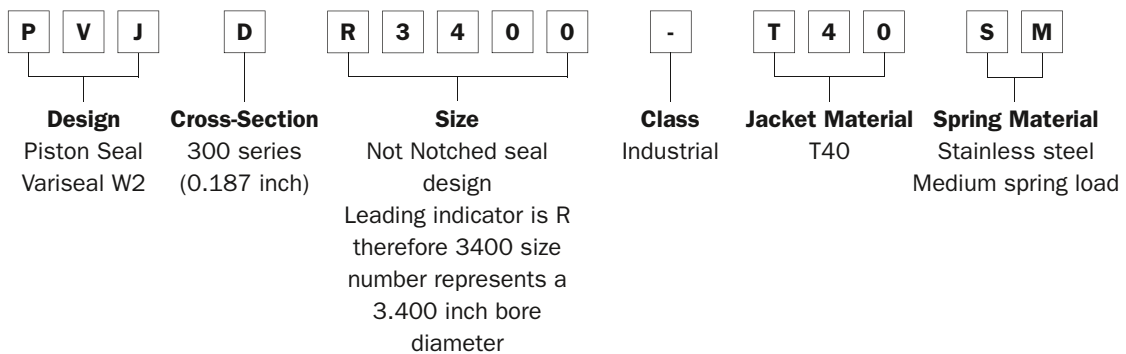 P V J D R 3 4 0 0 - T 4 0 S M
Design Cross-Section Size Class Jacket Material Spring Material
Piston Seal 300 series Not Notched seal Industrial T40 Stainless steel
Variseal W2 (0.187 inch) design Medium spring load
Leading indicator is R
therefore 3400 size
number represents a
3.400 inch bore
diameter